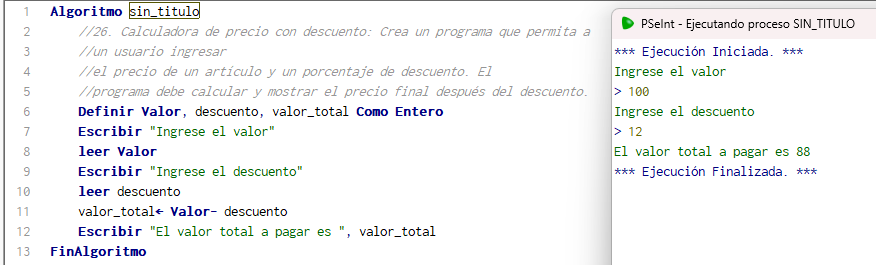 1 Algoritmo sin_titulo
2 //26. Calculadora de precio con descuento: Crea un programa que permita a
3 //un usuario ingresar
4 //el precio de un artículo y un porcentaje de descuento. El
5 //programa debe calcular y mostrar el precio final después del descuento.
6 Definir Valor, descuento, valor_total Como Entero
7 Escribir "Ingrese el valor"
8 leer Valor
9 Escribir "Ingrese el descuento"
10 leer descuento
11 valor_total← Valor- descuento
12 Escribir "El valor total a pagar es ", valor_total
13 FinAlgoritmo
PSeInt - Ejecutando proceso SIN_TITULO
*** Ejecución Iniciada. ***
Ingrese el valor
> 100
Ingrese el descuento
> 12
El valor total a pagar es 88
*** Ejecución Finalizada. ***